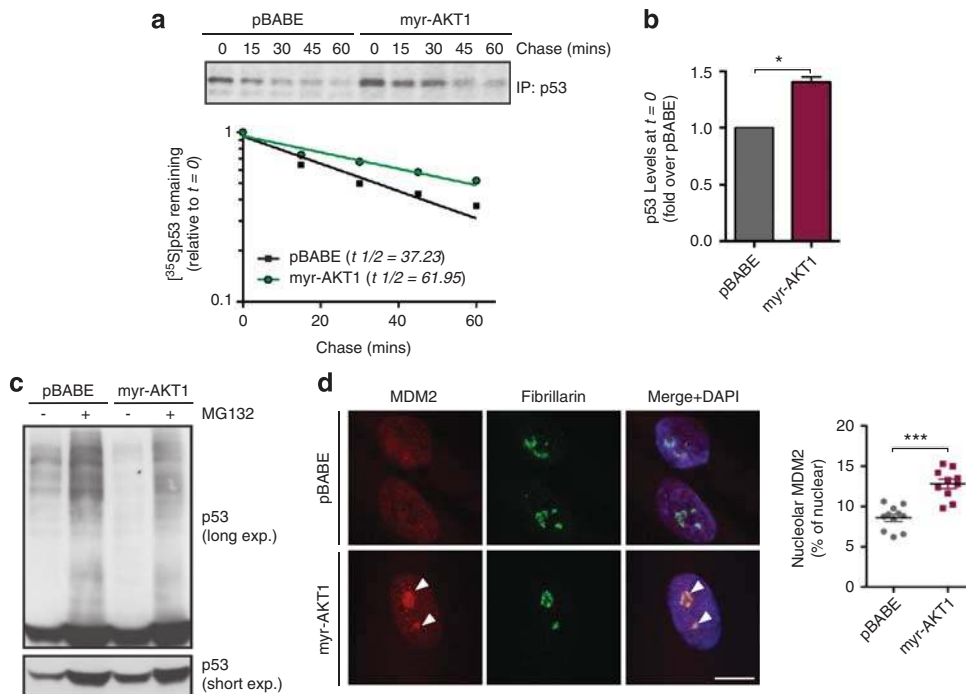 a
pBABE myr-AKT1
0 15 30 45 60 0 15 30 45 60 Chase (mins)
IP: p53
[35S]p53 remaining
(relative to t = 0)
1
0.1
pBABE (t 1/2 = 37.23)
myr-AKT1 (t 1/2 = 61.95)
0 20 40 60
Chase (mins)
b
*
p53 Levels at t = 0
(fold over pBABE)
1.5
1.0
0.5
0.0
pBABE
myr-AKT1
c
pBABE myr-AKT1
- + - + MG132
p53
(long exp.)
p53
(short exp.)
d
MDM2 Fibrillarin Merge+DAPI
pBABE
myr-AKT1
Nucleolar MDM2
(% of nuclear)
***
20
15
10
5
0
pBABE
myr-AKT1